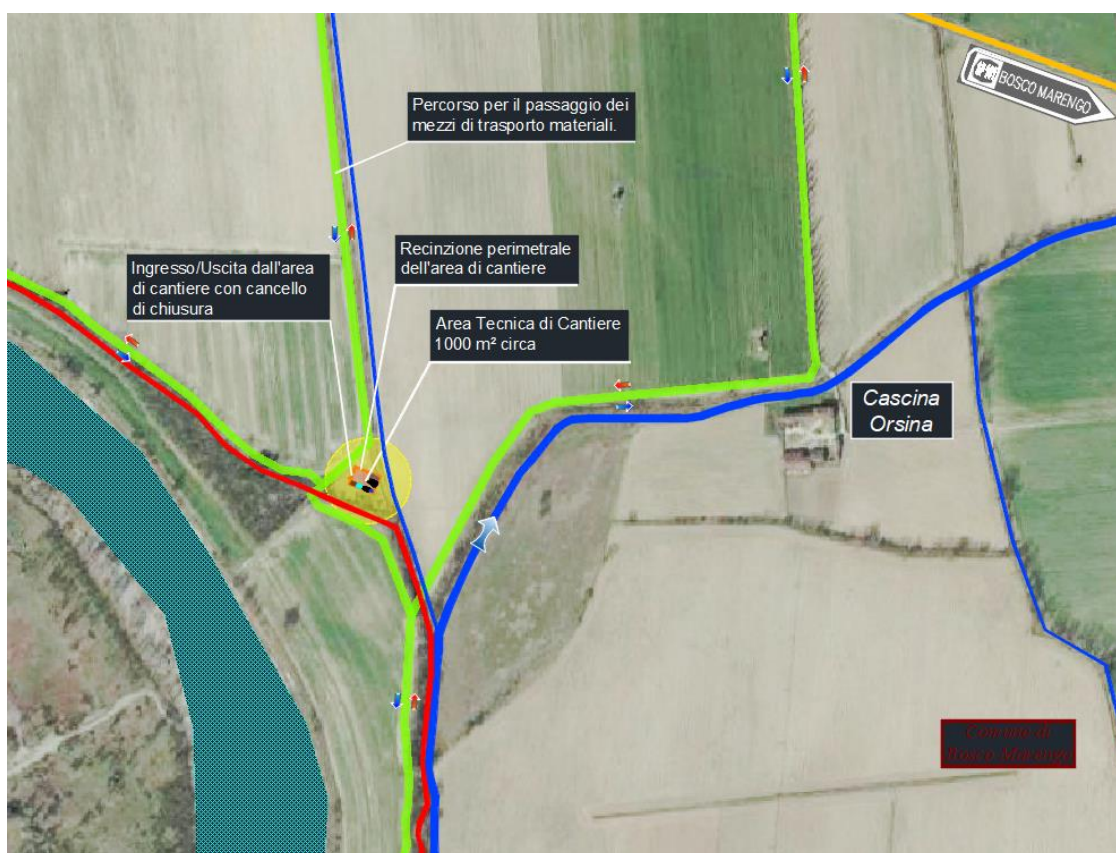 BOSCO MARENGO
Percorso per il passaggio dei
mezzi di trasporto materiali.
Recinzione perimetrale
dell'area di cantiere
Ingresso/Uscita dall'area
di cantiere con cancello
di chiusura
Area Tecnica di Cantiere
1000 m² circa
Cascina
Orsina
Comune di
Bosco Marengo